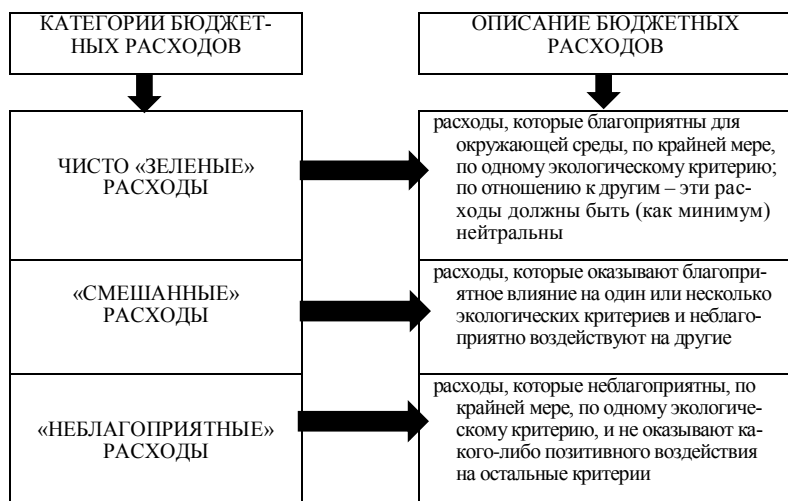 КАТЕГОРИИ БЮДЖЕТ-
НЫХ РАСХОДОВ
ОПИСАНИЕ БЮДЖЕТНЫХ
РАСХОДОВ
ЧИСТО «ЗЕЛЕНЫЕ»
РАСХОДЫ
расходы, которые благоприятны для
окружающей среды, по крайней мере,
по одному экологическому критерию;
по отношению к другим – эти рас-
ходы должны быть (как минимум)
нейтральны
«СМЕШАННЫЕ»
РАСХОДЫ
расходы, которые оказывают благопри-
ятное влияние на один или несколько
экологических критериев и неблаго-
приятно воздействуют на другие
«НЕБЛАГОПРИЯТНЫЕ»
РАСХОДЫ
расходы, которые неблагоприятны, по
крайней мере, по одному экологиче-
скому критерию, и не оказывают ка-
кого-либо позитивного воздействия
на остальные критерии